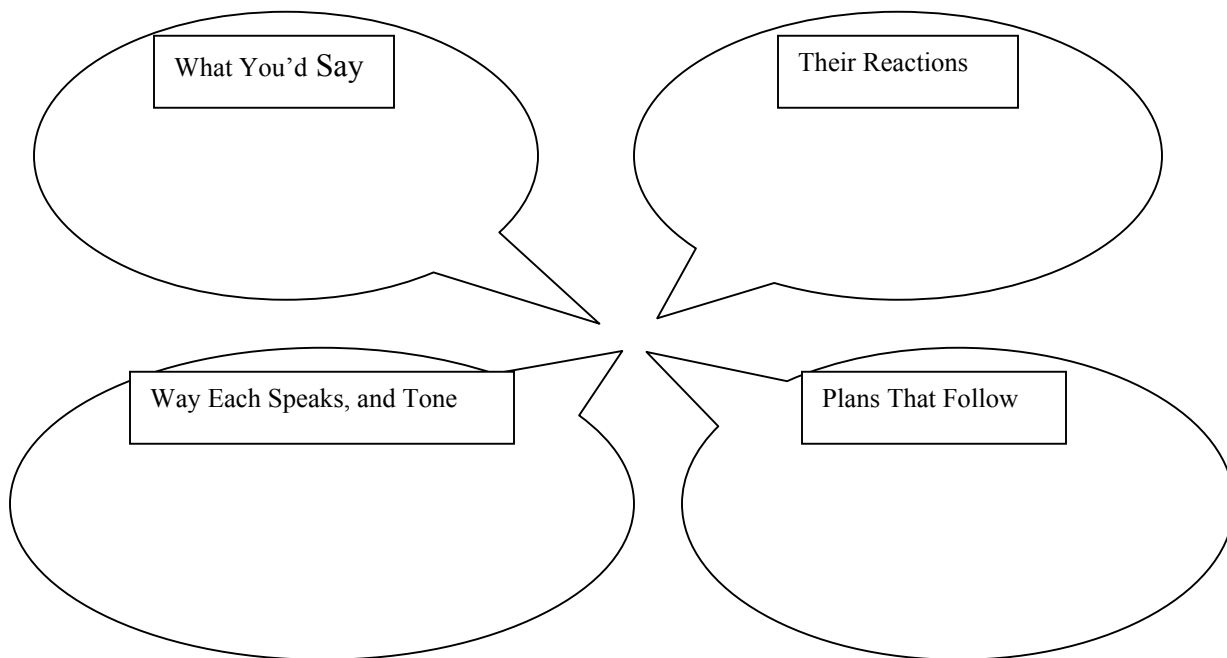 What You’d Say
Their Reactions
Way Each Speaks, and Tone
Plans That Follow